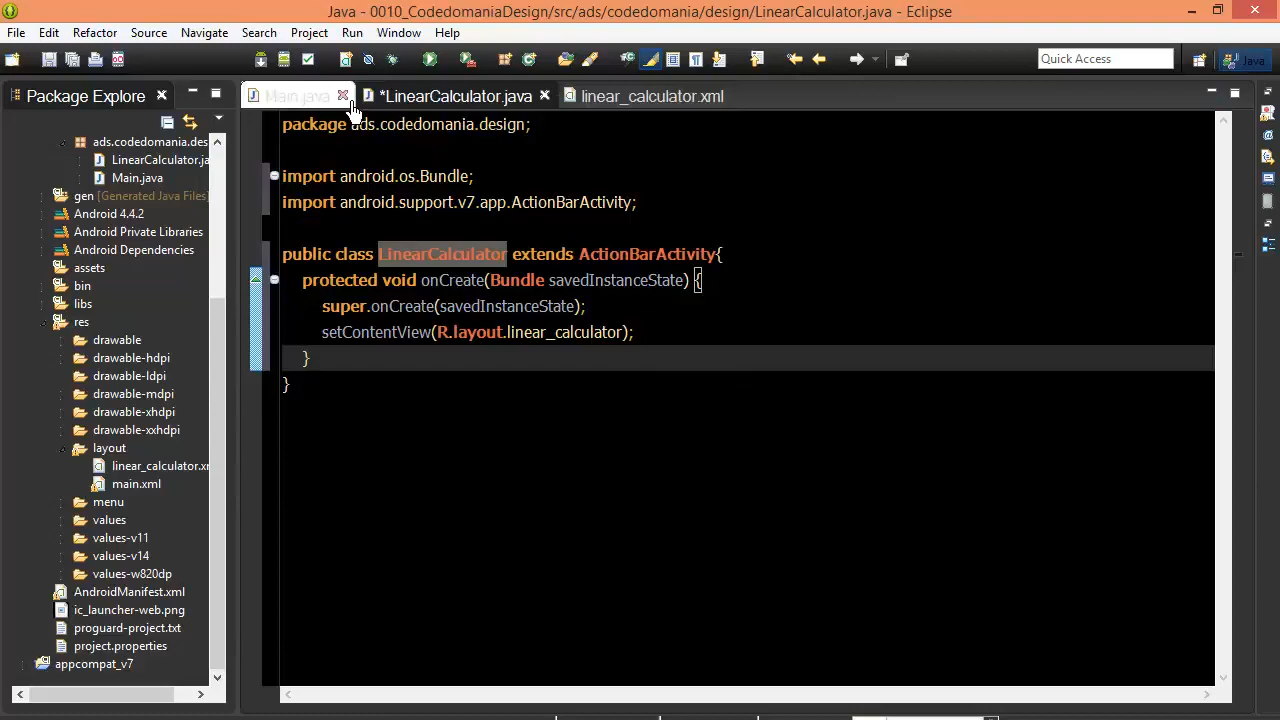 Java - 0010_CodedomaniaDesign/src/ads/codedomania/design/LinearCalculator.java - Eclipse
File Edit Refactor Source Navigate Search Project Run Window Help
Quick Access
Java
Package Explore
Main.java
*LinearCalculator.java
linear_calculator.xml
ads.codedomania.des
LinearCalculator.ja
Main.java
gen [Generated Java Files]
Android 4.4.2
Android Private Libraries
Android Dependencies
assets
bin
libs
res
drawable
drawable-hdpi
drawable-ldpi
drawable-mdpi
drawable-xhdpi
drawable-xxhdpi
layout
linear_calculator.xr
main.xml
menu
values
values-v11
values-v14
values-w820dp
AndroidManifest.xml
ic_launcher-web.png
proguard-project.txt
project.properties
appcompat_v7
package ads.codedomania.design;
import android.os.Bundle;
import android.support.v7.app.ActionBarActivity;
public class LinearCalculator extends ActionBarActivity{
protected void onCreate(Bundle savedInstanceState) {
super.onCreate(savedInstanceState);
setContentView(R.layout.linear_calculator);
}
}